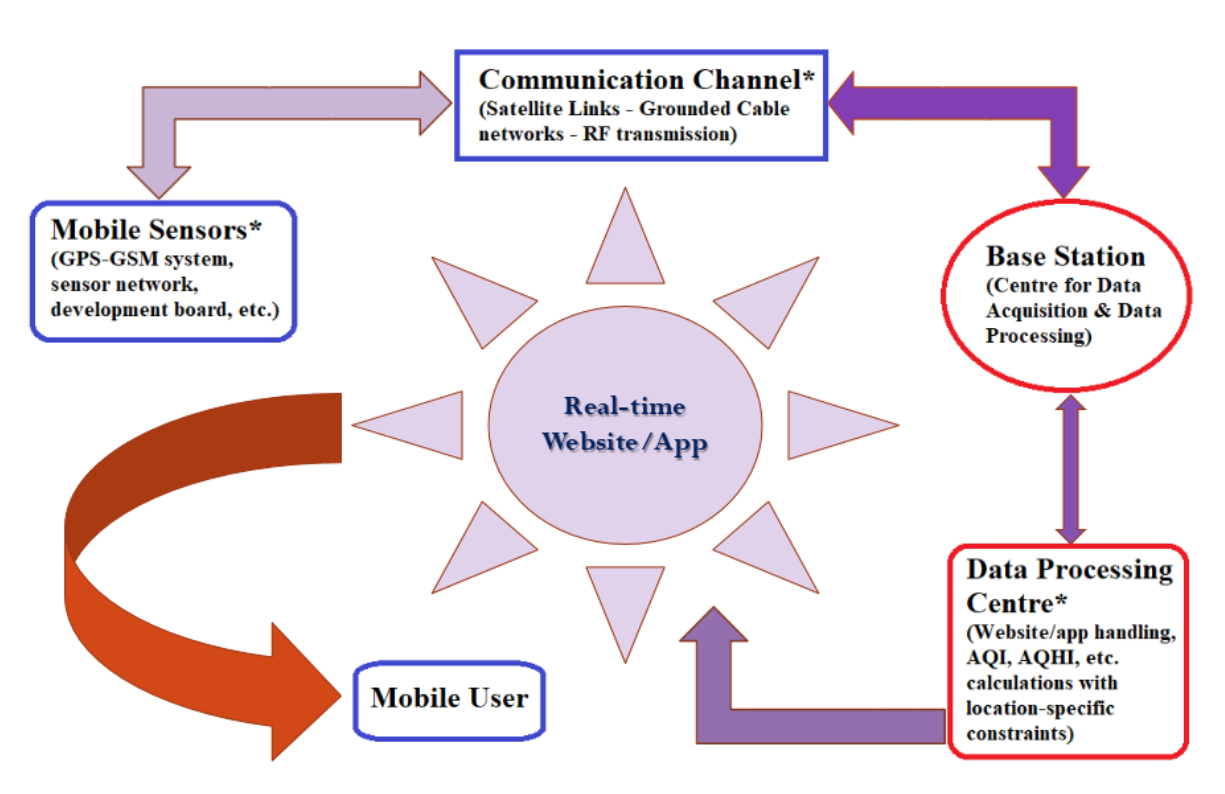 Communication Channel*
(Satellite Links - Grounded Cable
networks - RF transmission)
Mobile Sensors*
(GPS-GSM system,
sensor network,
development board, etc.)
Base Station
(Centre for Data
Acquisition & Data
Processing)
Real-time
Website/App
Data Processing
Centre*
(Website/app handling,
AQI, AQHI, etc.
calculations with
location-specific
constraints)
Mobile User